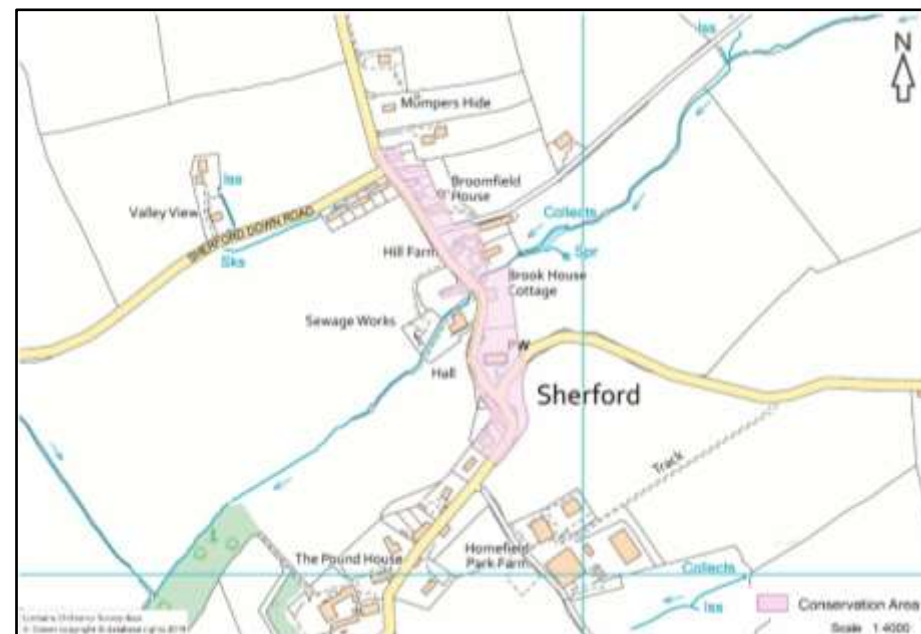 Iss
N
Mumpers Hide
Iss
Broomfield
House
Valley View
SHERFORD DOWN ROAD
Collects
Spr
Hill Farm
Sks
Brook House
Cottage
Sewage Works
PW
Hall
Sherford
Track
The Pound House
Homefield
Park Farm
Collects
Iss
Conservation Area
Scale 1:4000